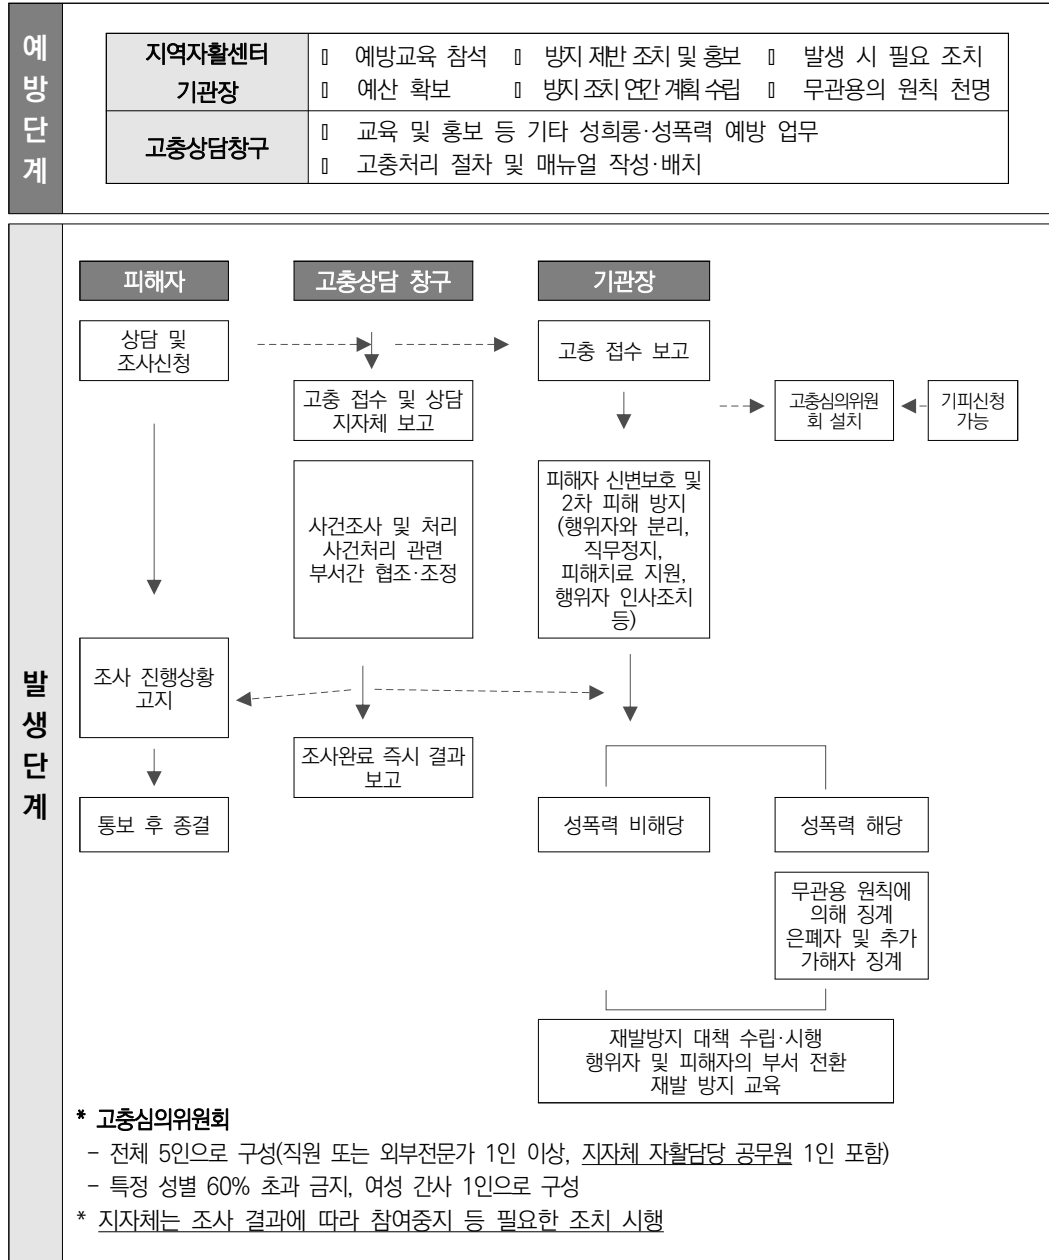 예방단계
지역자활센터 기관장
▯ 예방교육 참석 ▯ 방지 제반 조치 및 홍보 ▯ 발생 시 필요 조치
▯ 예산 확보 ▯ 방지 조치 연간 계획 수립 ▯ 무관용의 원칙 천명
고충상담창구
▯ 교육 및 홍보 등 기타 성희롱·성폭력 예방 업무
▯ 고충처리 절차 및 매뉴얼 작성·배치
발생단계
피해자 고충상담 창구 기관장
상담 및
조사신청
고충 접수 보고
고충 접수 및 상담
지자체 보고
고충심의위원
회 설치
기피신청
가능
사건조사 및 처리
사건처리 관련
부서간 협조·조정
피해자 신변보호 및
2차 피해 방지
(행위자와 분리,
직무정지,
피해치료 지원,
행위자 인사조치
등)
조사 진행상황
고지
조사완료 즉시 결과
보고
통보 후 종결
성폭력 비해당
성폭력 해당
무관용 원칙에
의해 징계
은폐자 및 추가
가해자 징계
재발방지 대책 수립·시행
행위자 및 피해자의 부서 전환
재발 방지 교육
* 고충심의위원회
- 전체 5인으로 구성(직원 또는 외부전문가 1인 이상, 지자체 자활담당 공무원 1인 포함)
- 특정 성별 60% 초과 금지, 여성 간사 1인으로 구성
* 지자체는 조사 결과에 따라 참여중지 등 필요한 조치 시행